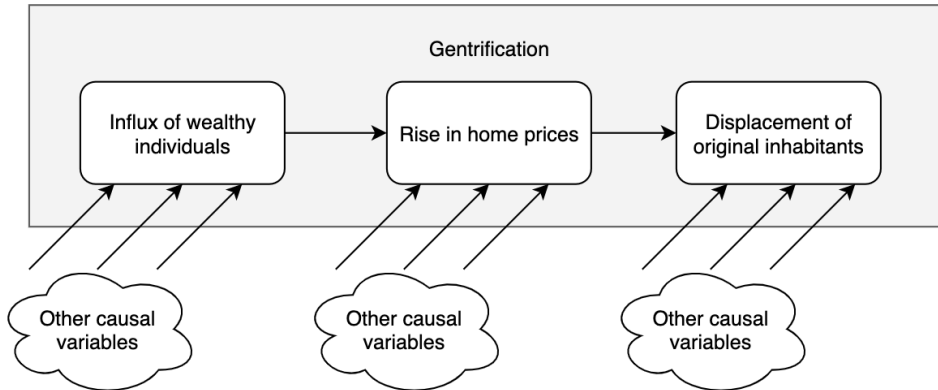 Gentrification
Influx of wealthy
individuals
Rise in home prices
Displacement of
original inhabitants
Other causal
variables
Other causal
variables
Other causal
variables